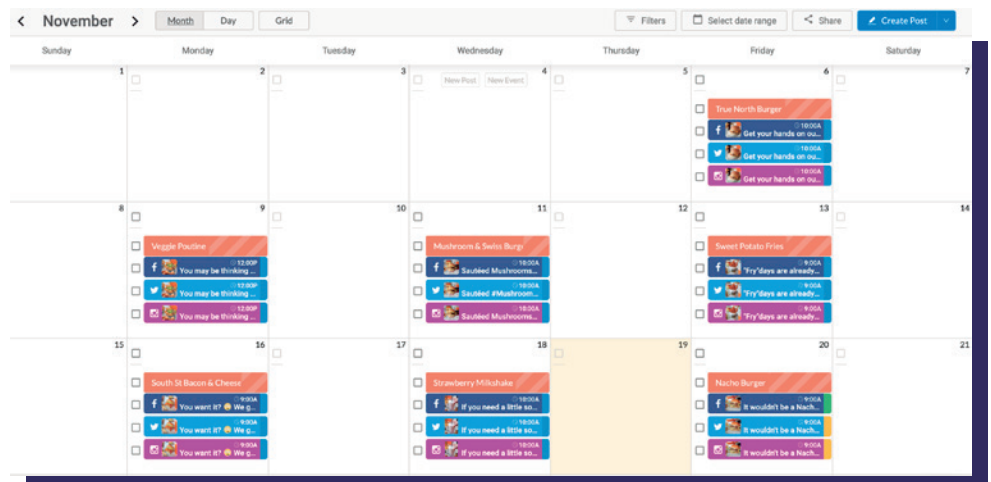 November
Month Day Grid
Filters Select date range Share Create Post
Sunday Monday Tuesday Wednesday Thursday Friday Saturday
1 2 3 4 5 6 7
New Post New Event
True North Burger
10:00A
Get your hands on ou...
10:00A
Get your hands on ou...
10:00A
Get your hands on ou...
8 9 10 11 12 13 14
Veggie Poutine Mushroom & Swiss Burge Sweet Potato Fries
12:00P 10:00A 9:00A
You may be thinking ... Sautéed Mushrooms... "Fry"days are already...
12:00P 10:00A 9:00A
You may be thinking ... Sautéed #Mushroom... "Fry"days are already...
12:00P 10:00A 9:00A
You may be thinking ... Sautéed Mushrooms... "Fry"days are already...
15 16 17 18 19 20 21
South St Bacon & Cheese Strawberry Milkshake Nacho Burger
9:00A 10:00A 9:00A
You want it? 😀 We g... If you need a little so... It wouldn't be a Nach...
9:00A 10:00A 9:00A
You want it? 😀 We g... If you need a little so... It wouldn't be a Nach...
9:00A 10:00A 9:00A
You want it? 😀 We g... If you need a little so... It wouldn't be a Nach...